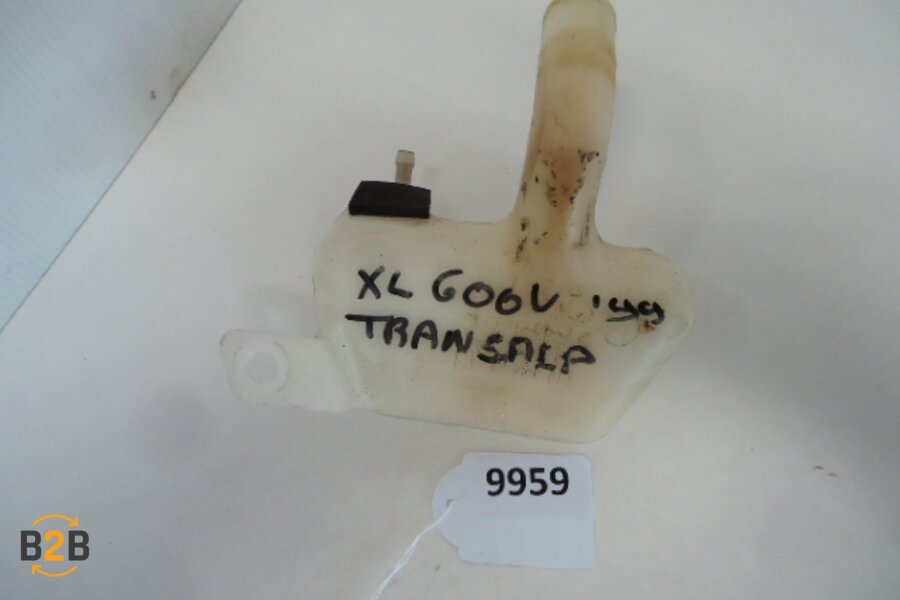 XL 600V '99
TRANSALP
9959
B2B